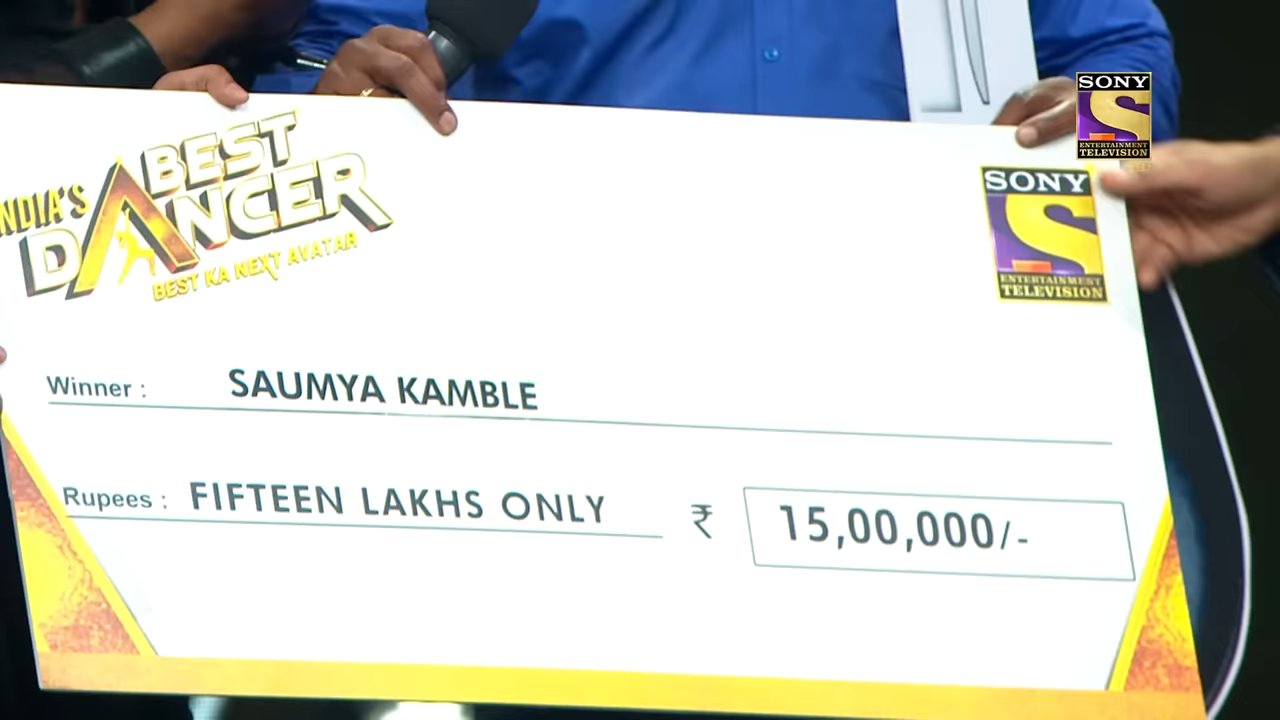 SONY
ENTERTAINMENT
TELEVISION
INDIA'S
BEST
DANCER
BEST KA NEXT AVATAR
SONY
ENTERTAINMENT
TELEVISION
Winner : SAUMYA KAMBLE
Rupees : FIFTEEN LAKHS ONLY ₹ 15,00,000/-